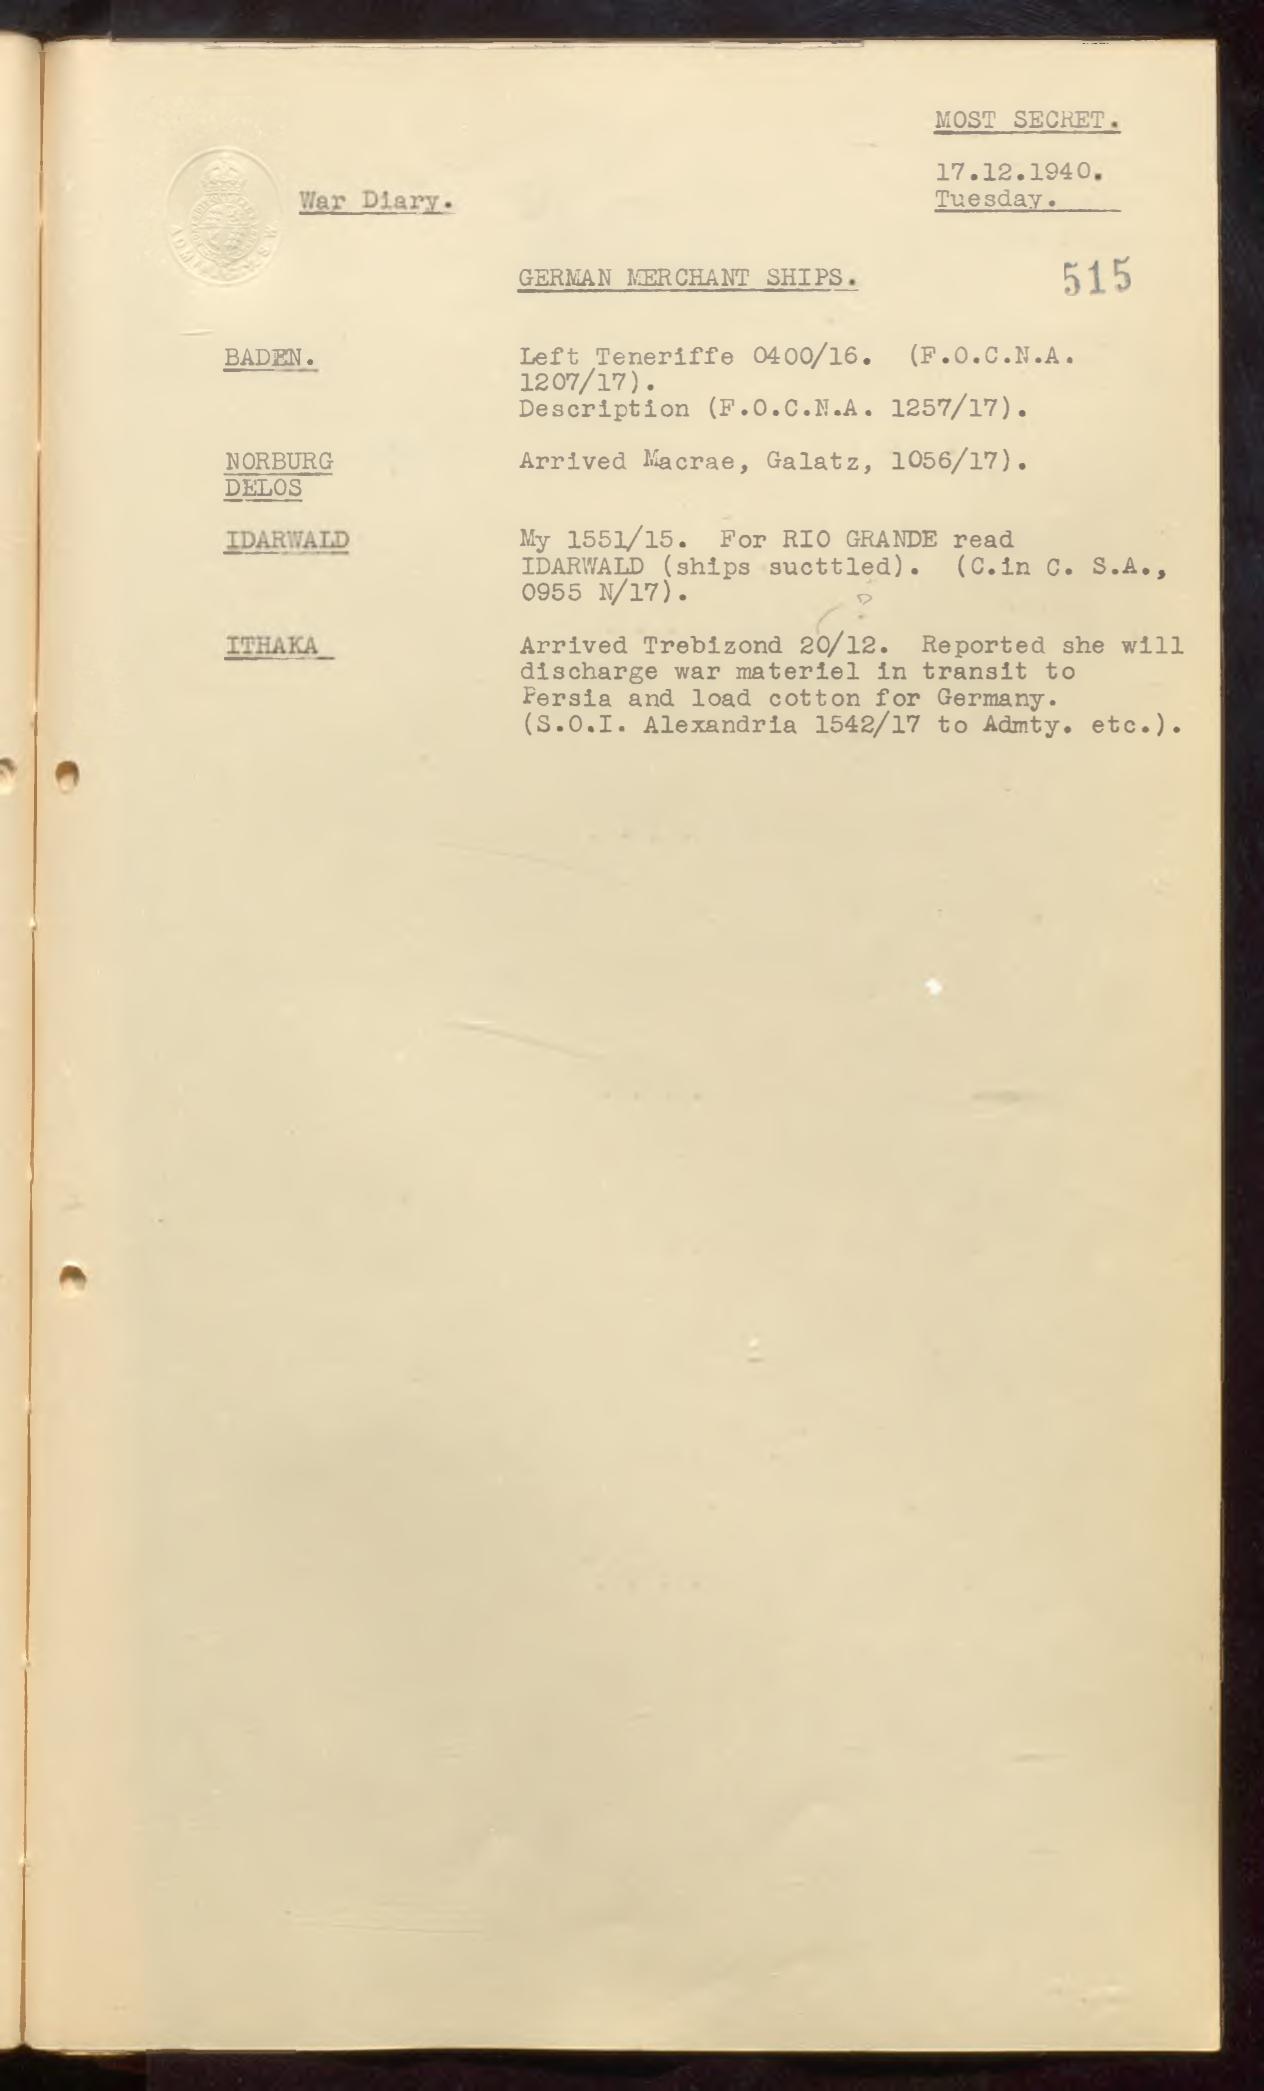 MOST SECRET.
17.12.1940.
Tuesday.
War Diary.
GERMAN MERCHANT SHIPS.
515
BADEN.
Left Teneriffe 0400/16. (F.O.C.N.A.
1207/17).
Description (F.O.C.N.A. 1257/17).
NORBURG
DELOS
Arrived Macrae, Galatz, 1056/17).
IDARWALD
My 1551/15. For RIO GRANDE read
IDARWALD (ships sucttled). (C.in C. S.A.,
0955 N/17).
ITHAKA
?
Arrived Trebizond 20/12. Reported she will
discharge war materiel in transit to
Persia and load cotton for Germany.
(S.O.I. Alexandria 1542/17 to Admty. etc.).